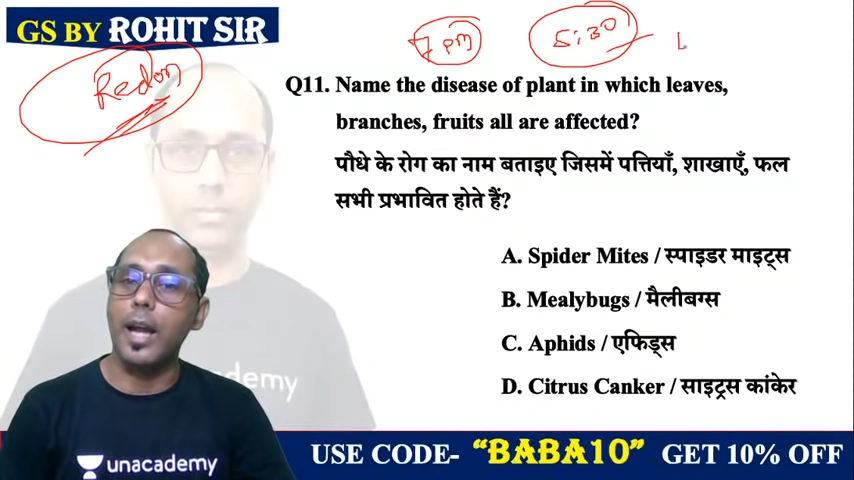 GS BY ROHIT SIR
7 pm
5:30
Redon
Q11. Name the disease of plant in which leaves,
branches, fruits all are affected?
पौधे के रोग का नाम बताइए जिसमें पत्तियाँ, शाखाएँ, फल
सभी प्रभावित होते हैं?
A. Spider Mites / स्पाइडर माइट्स
B. Mealybugs / मैलीबग्स
C. Aphids / एफिड्स
D. Citrus Canker / साइट्रस कांकेर
emy
unacademy
USE CODE- “BABA10” GET 10% OFF